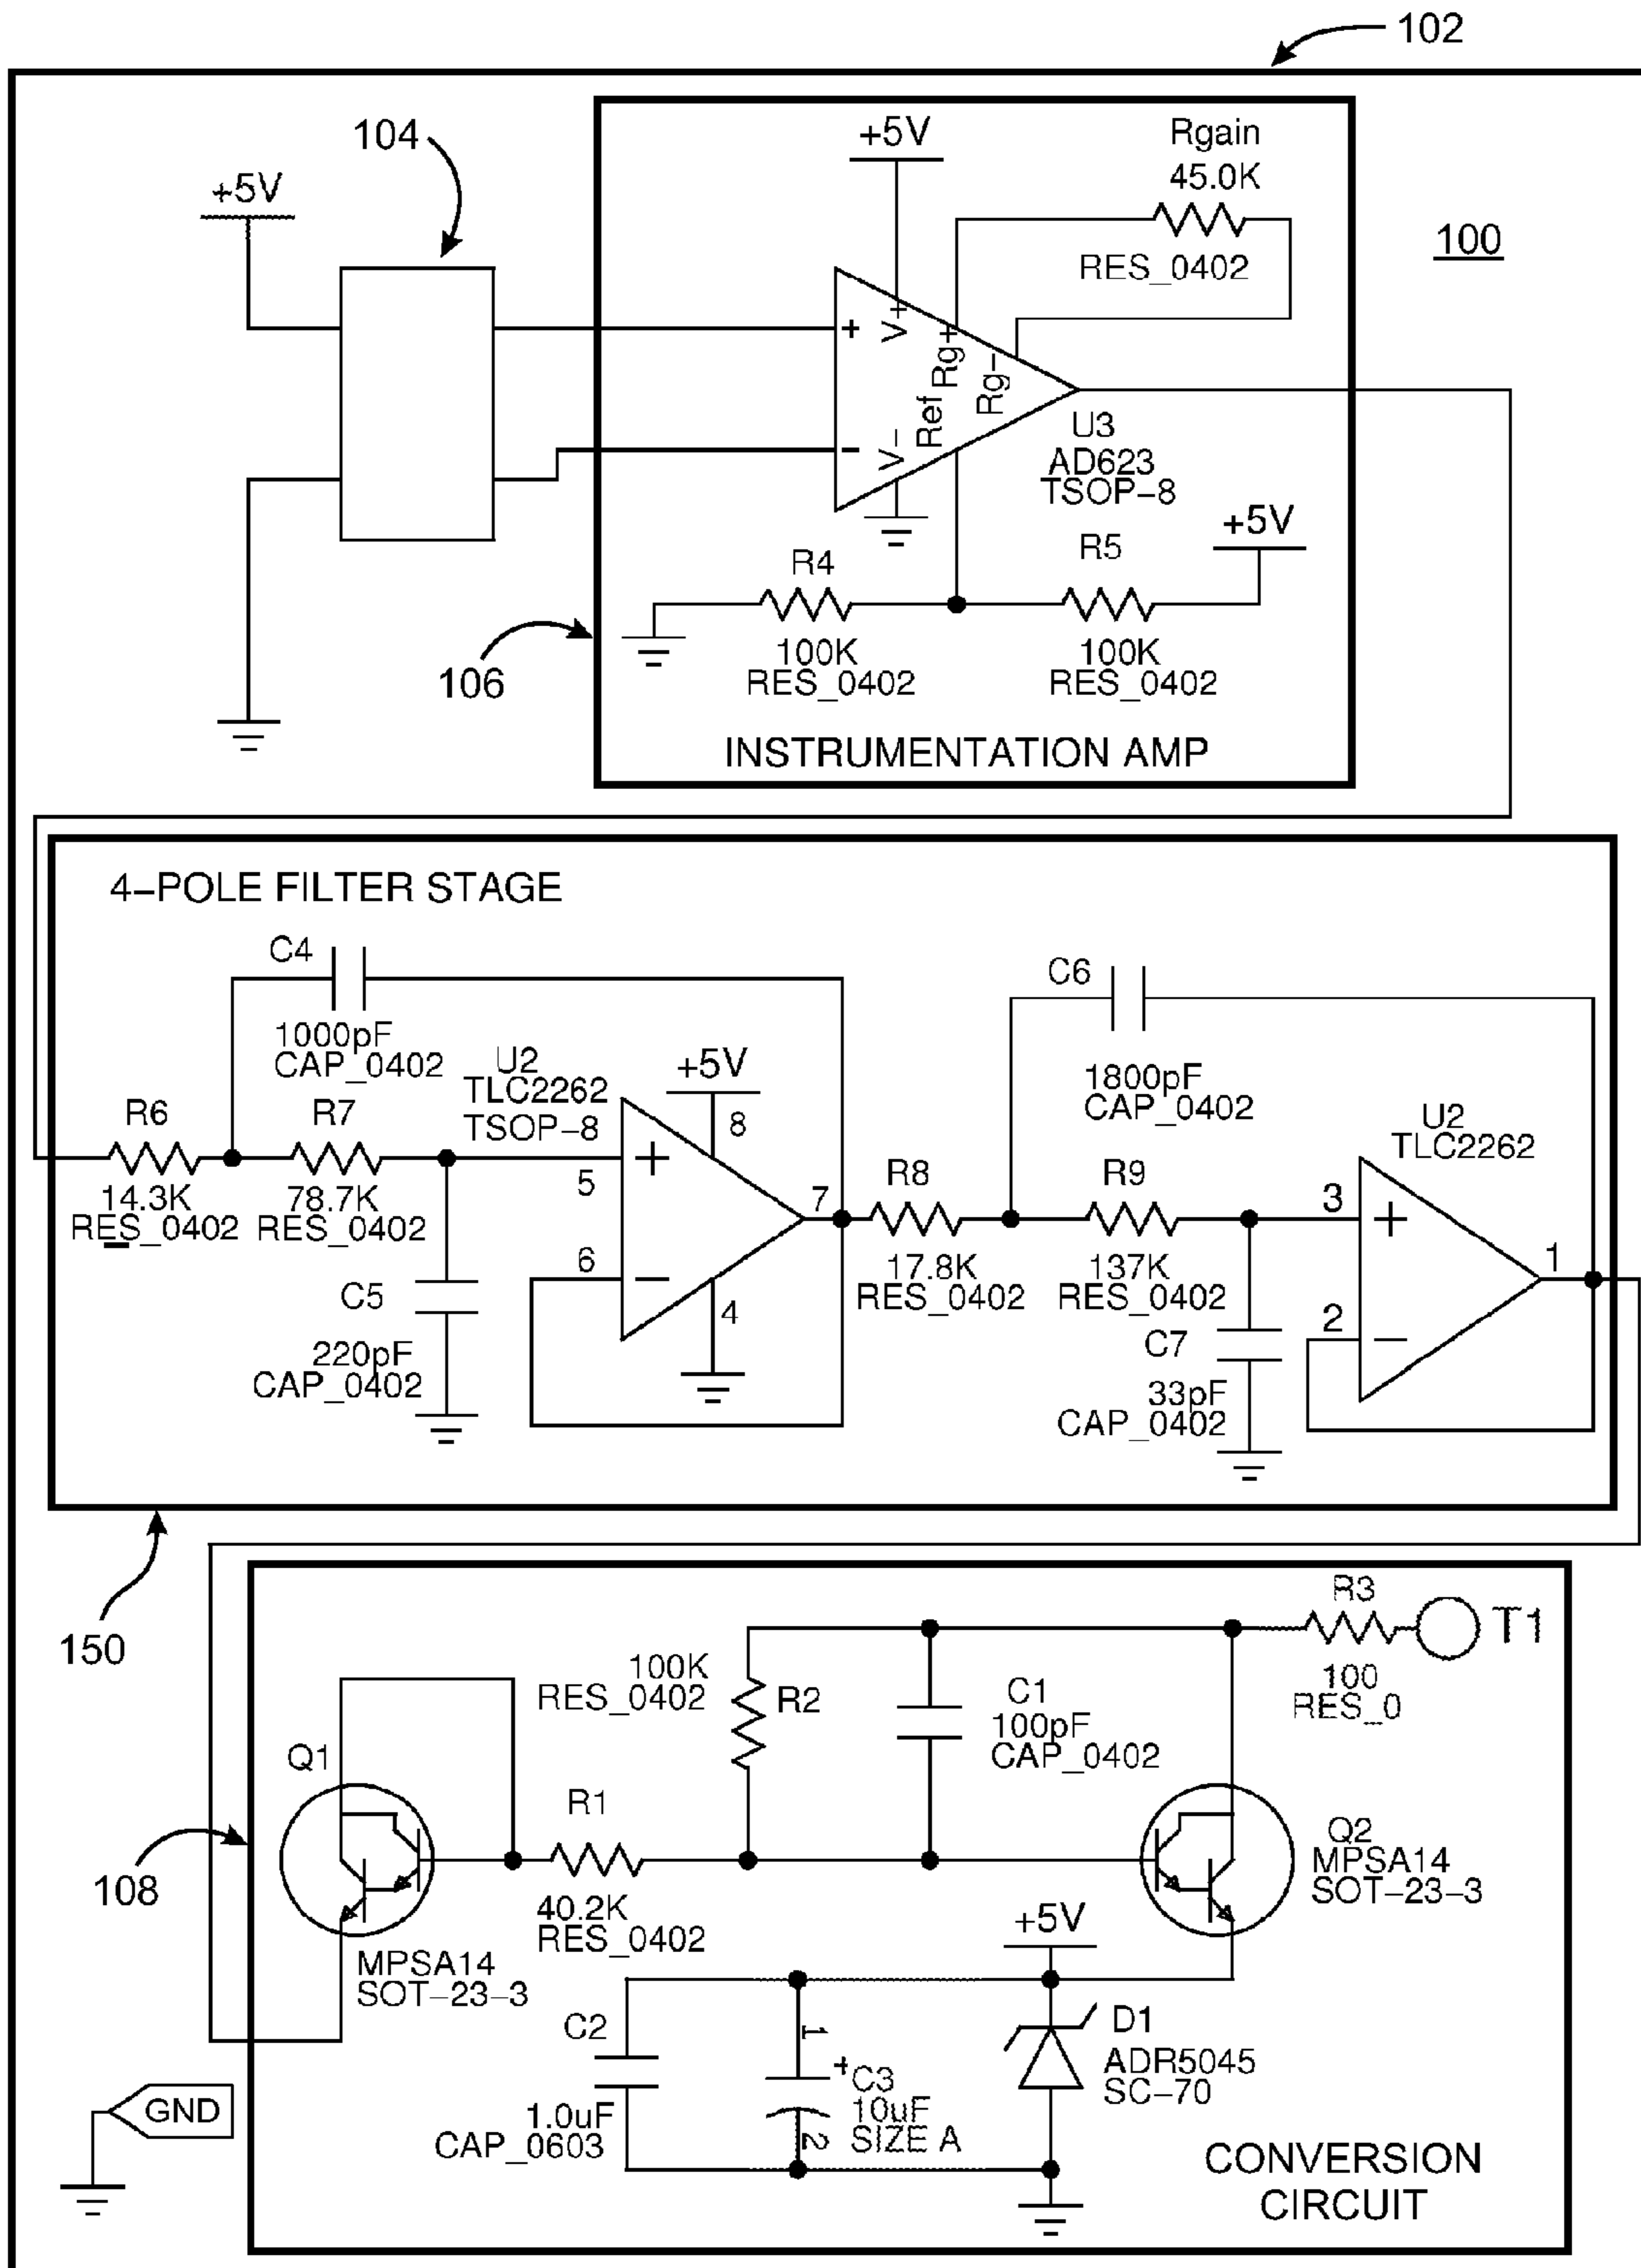 102
104
+5V
+5V
Rgain
45.0K
RES_0402
100
+
V+
Rg+
Rg-
Ref
V-
-
U3
AD623
TSOP-8
+5V
R4
100K
RES_0402
R5
100K
RES_0402
106
INSTRUMENTATION AMP
4-POLE FILTER STAGE
C4
1000pF
CAP_0402
C6
1800pF
CAP_0402
U2
TLC2262
TSOP-8
+5V
8
U2
TLC2262
R6
14.3K
RES_0402
R7
78.7K
RES_0402
5
+
6
-
7
4
R8
17.8K
RES_0402
R9
137K
RES_0402
3
+
2
-
1
C5
220pF
CAP_0402
C7
33pF
CAP_0402
150
R3
100
RES_0
T1
100K
RES_0402
R2
C1
100pF
CAP_0402
Q1
R1
40.2K
RES_0402
Q2
MPSA14
SOT-23-3
108
MPSA14
SOT-23-3
+5V
C2
1.0uF
CAP_0603
1
+
C3
10uF
SIZE A
2
D1
ADR5045
SC-70
GND
CONVERSION
CIRCUIT